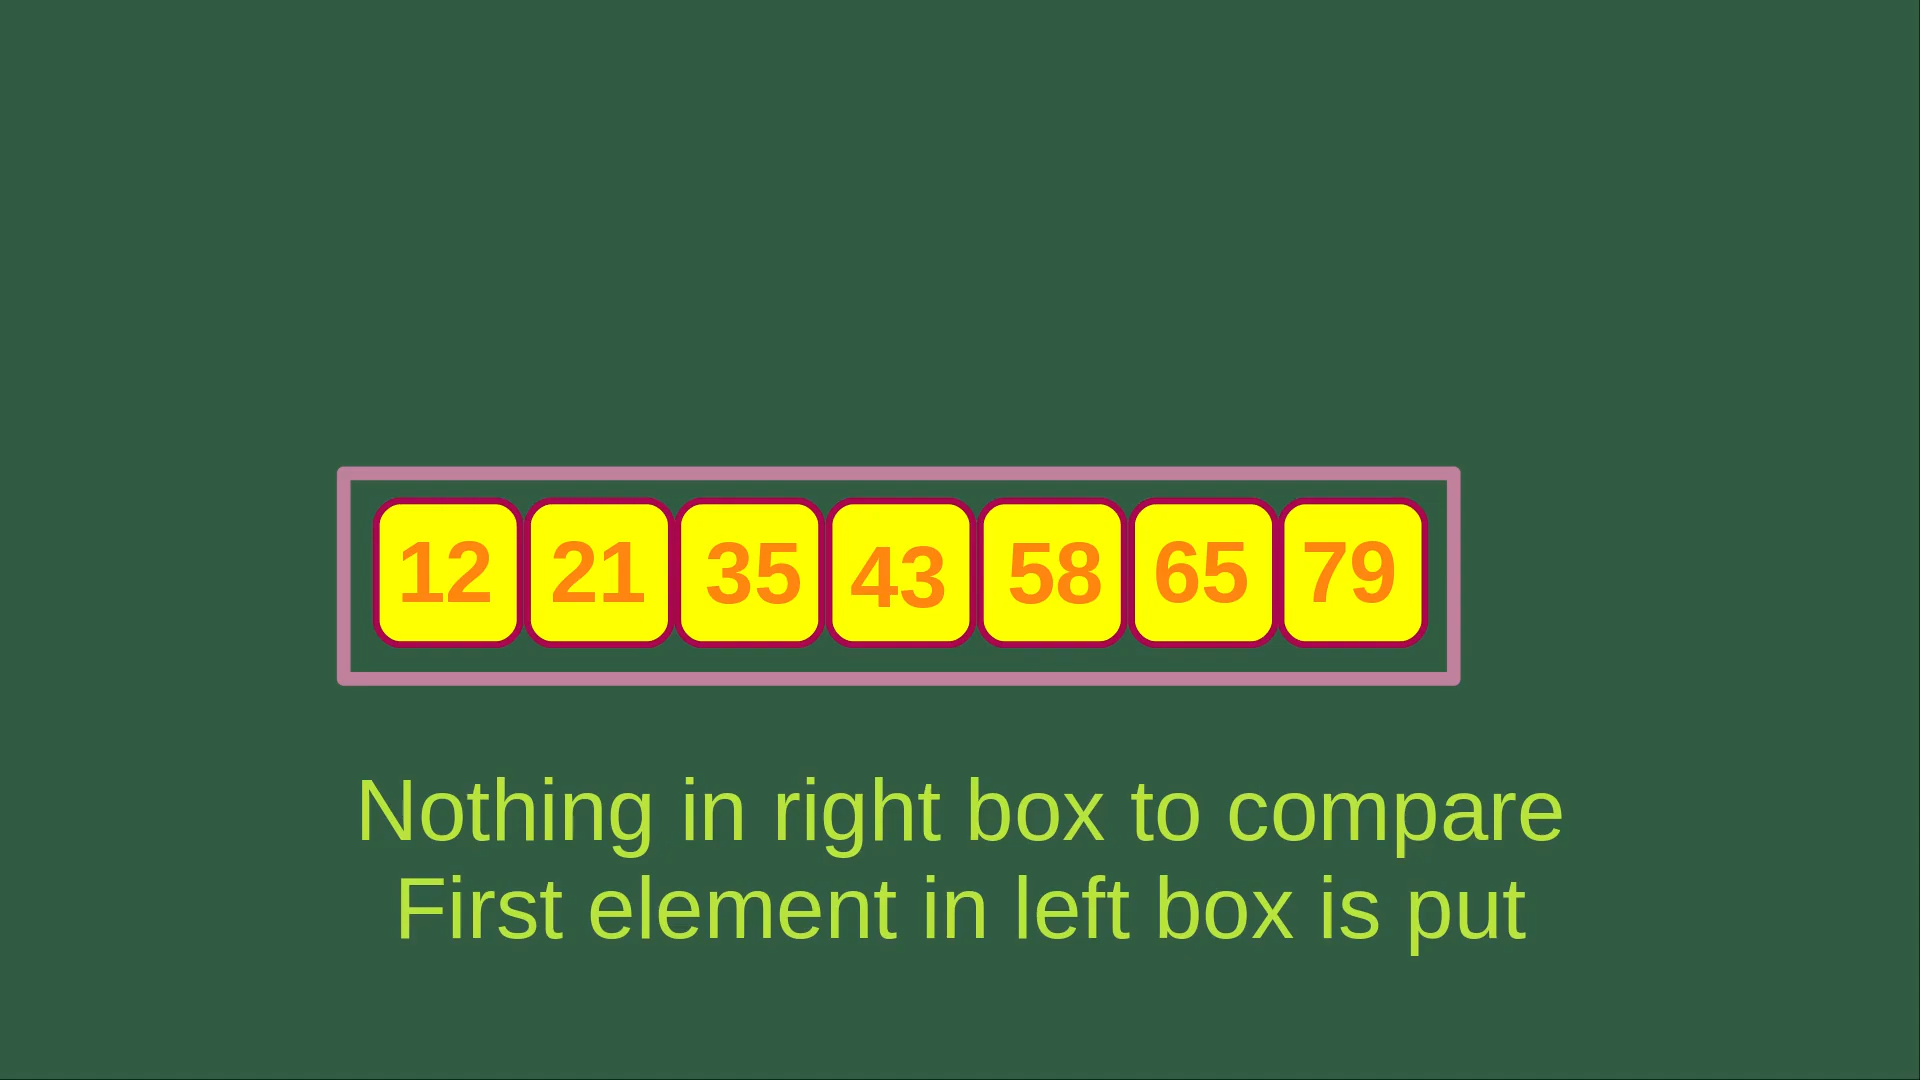 12 21 35 43 58 65 79
Nothing in right box to compare
First element in left box is put